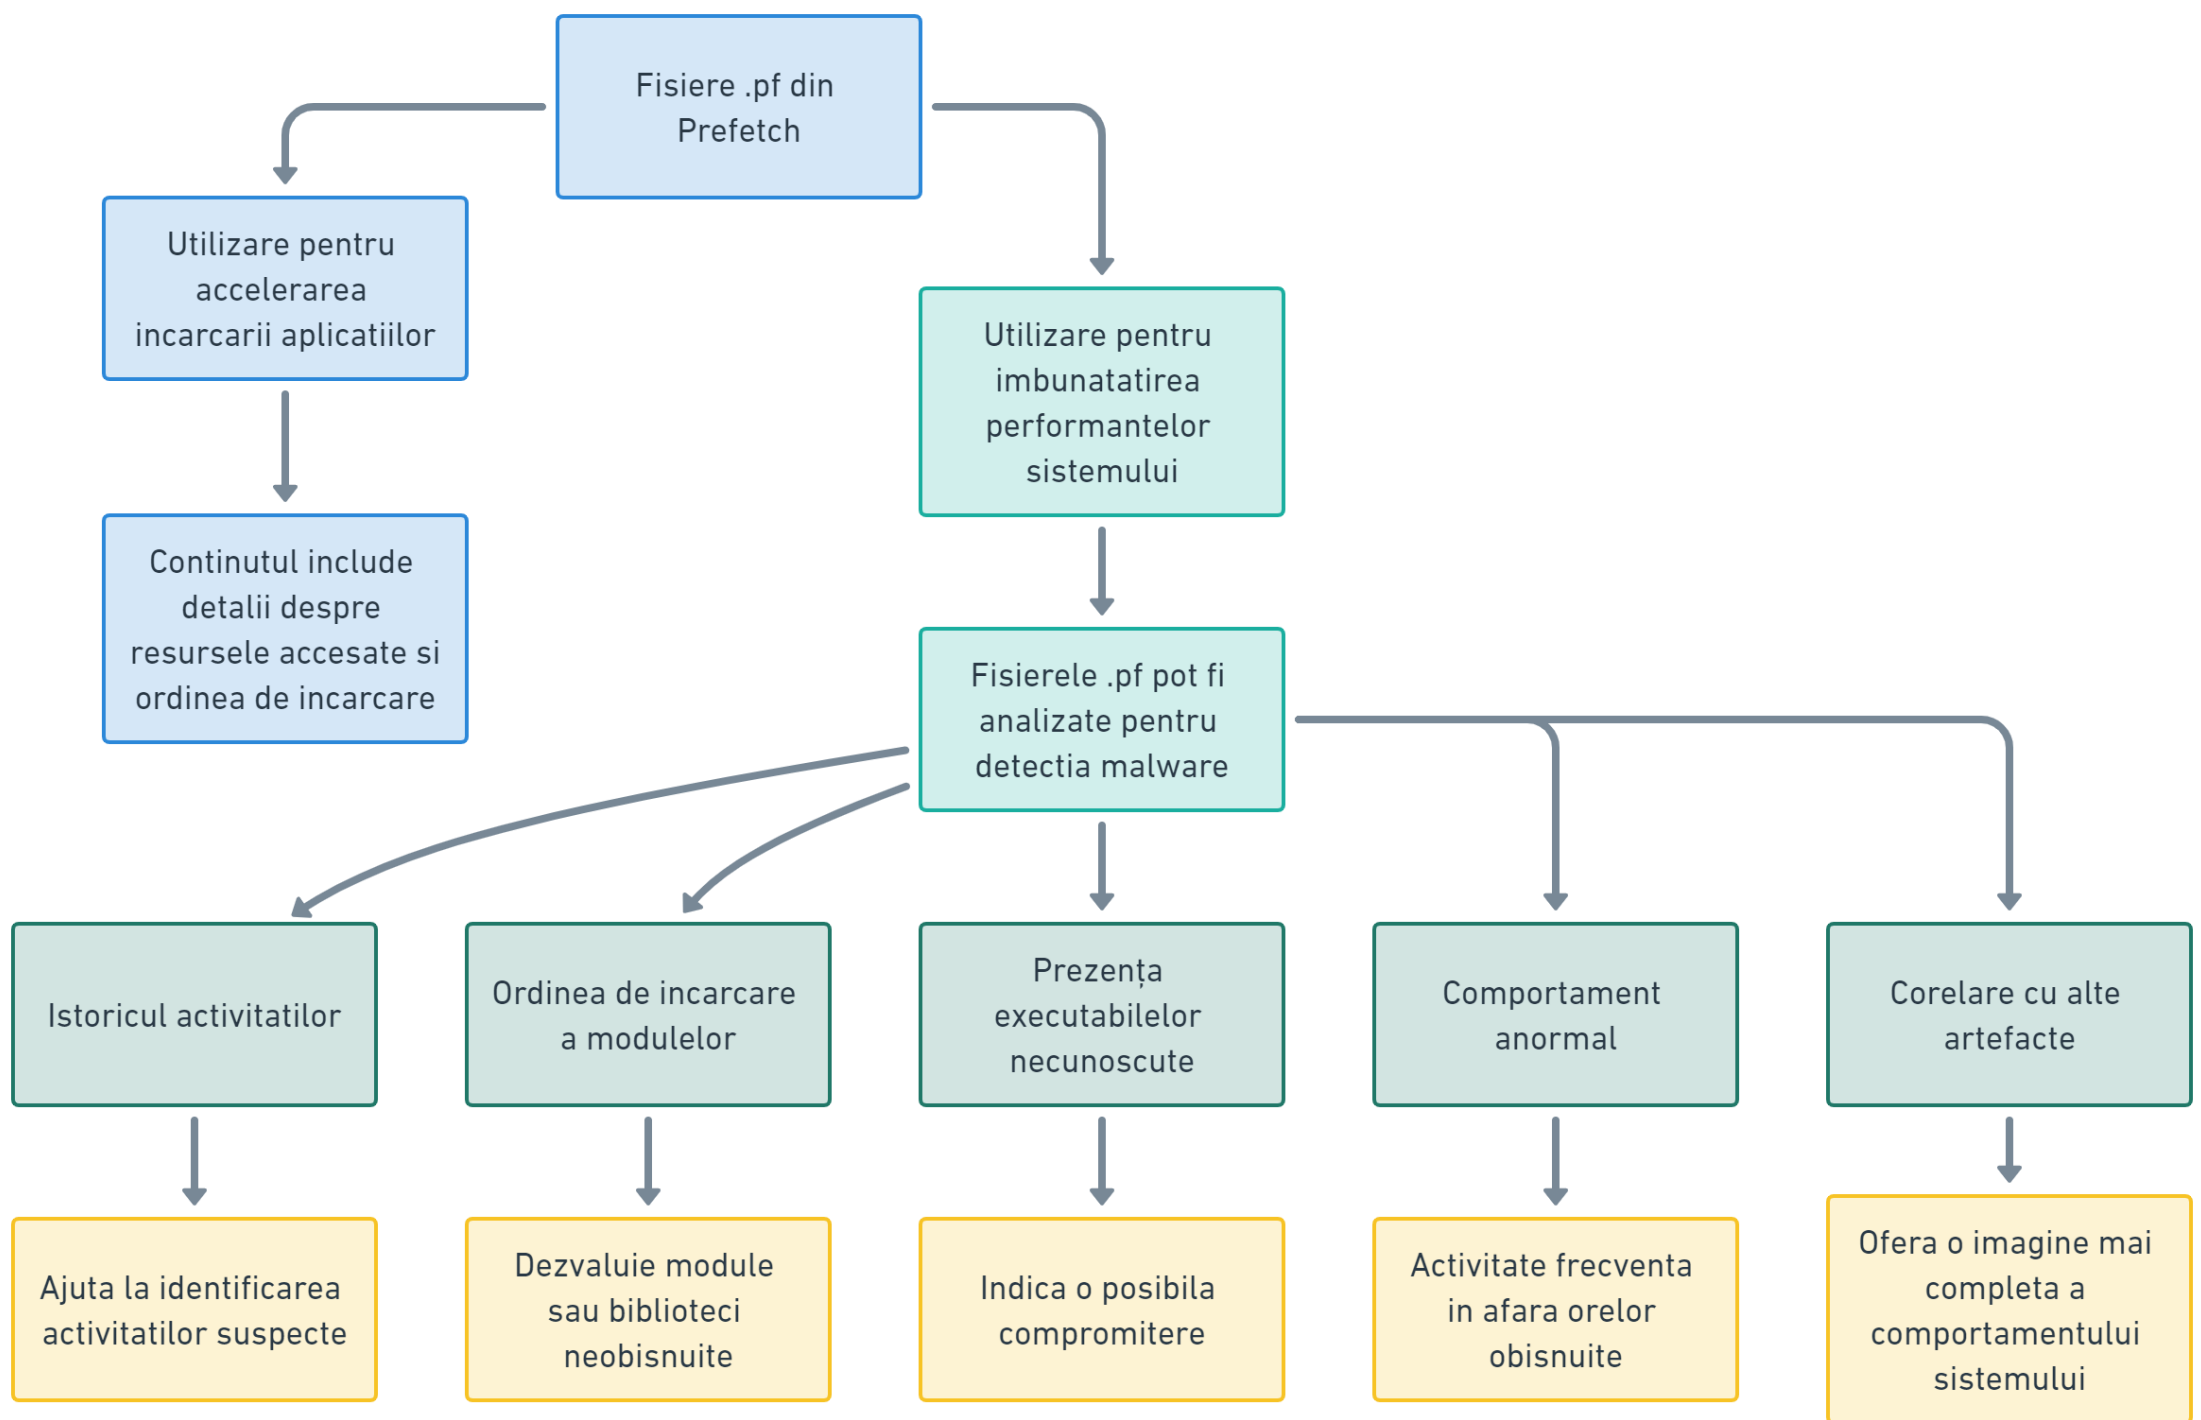 Fisiere .pf din
Prefetch
Utilizare pentru
accelerarea
incarcarii aplicatiilor
Utilizare pentru
imbunatatirea
performantelor
sistemului
Continutul include
detalii despre
resursele accesate si
ordinea de incarcare
Fisierele .pf pot fi
analizate pentru
detectia malware
Istoricul activitatilor
Ordinea de incarcare
a modulelor
Prezența
executabilelor
necunoscute
Comportament
anormal
Corelare cu alte
artefacte
Ajuta la identificarea
activitatilor suspecte
Dezvaluie module
sau biblioteci
neobisnuite
Indica o posibila
compromitere
Activitate frecventa
in afara orelor
obisnuite
Ofera o imagine mai
completa a
comportamentului
sistemului